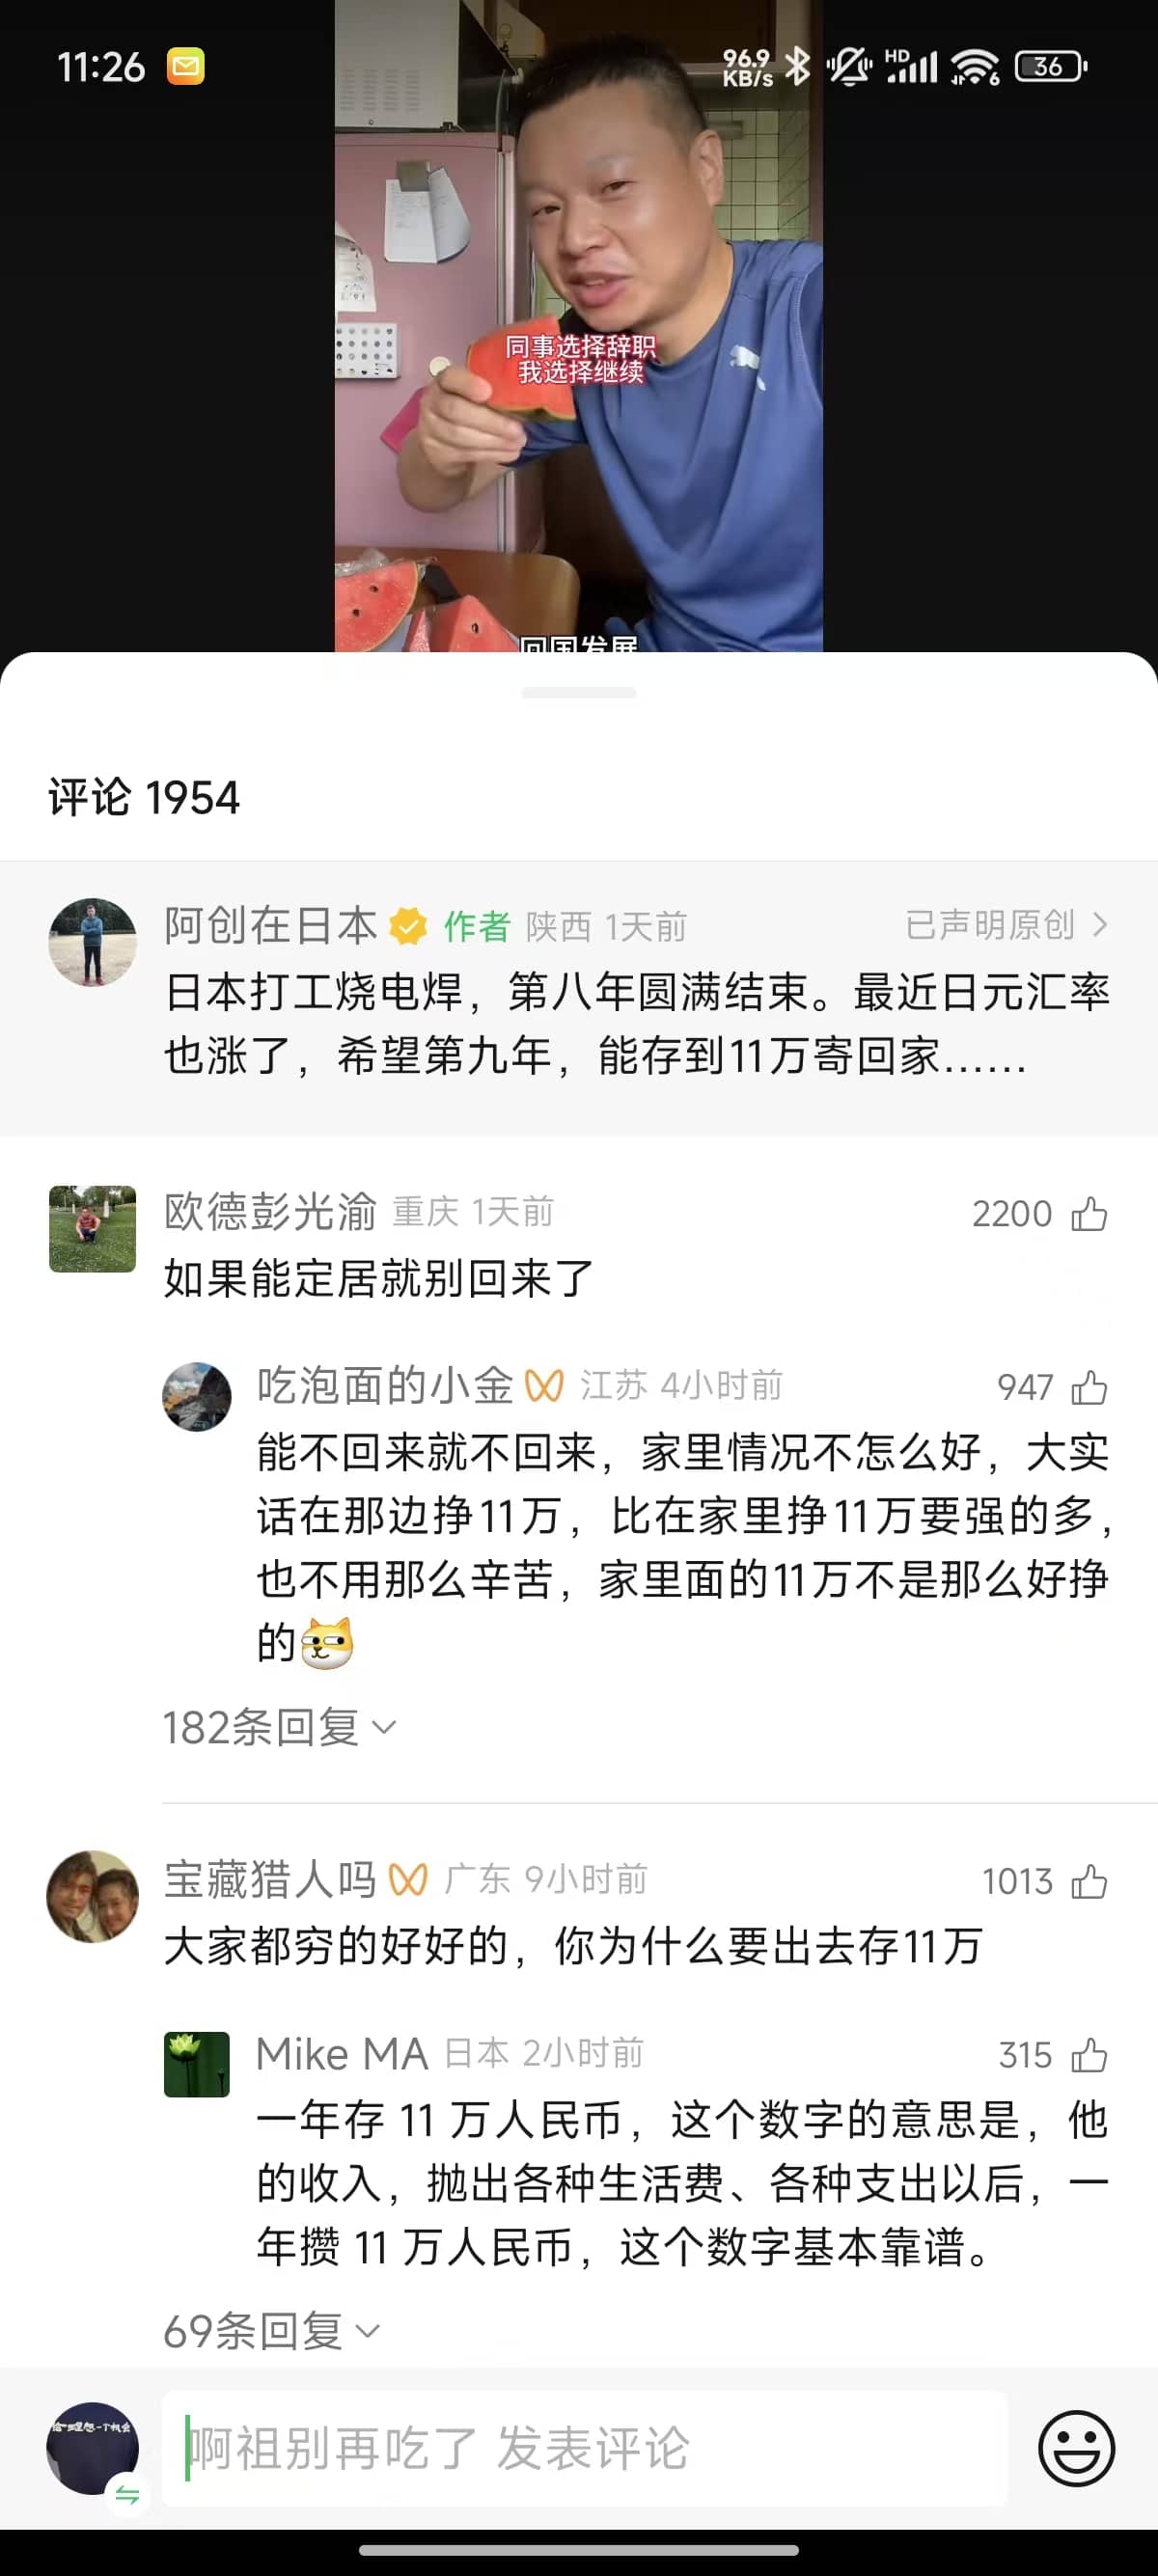 11:26
96.9
KB/s
HD
6
36
同事选择辞职
我选择继续
回国发展
评论 1954
阿创在日本 作者 陕西 1天前 已声明原创
日本打工烧电焊，第八年圆满结束。最近日元汇率
也涨了，希望第九年，能存到11万寄回家......
欧德彭光渝 重庆 1天前 2200
如果能定居就别回来了
吃泡面的小金 江苏 4小时前 947
能不回来就不回来，家里情况不怎么好，大实
话在那边挣11万，比在家里挣11万要强的多，
也不用那么辛苦，家里面的11万不是那么好挣
的
182条回复
宝藏猎人吗 广东 9小时前 1013
大家都穷的好好的，你为什么要出去存11万
Mike MA 日本 2小时前 315
一年存 11 万人民币，这个数字的意思是，他
的收入，抛出各种生活费、各种支出以后，一
年攒 11 万人民币，这个数字基本靠谱。
69条回复
给理想一个机会
啊祖别再吃了 发表评论